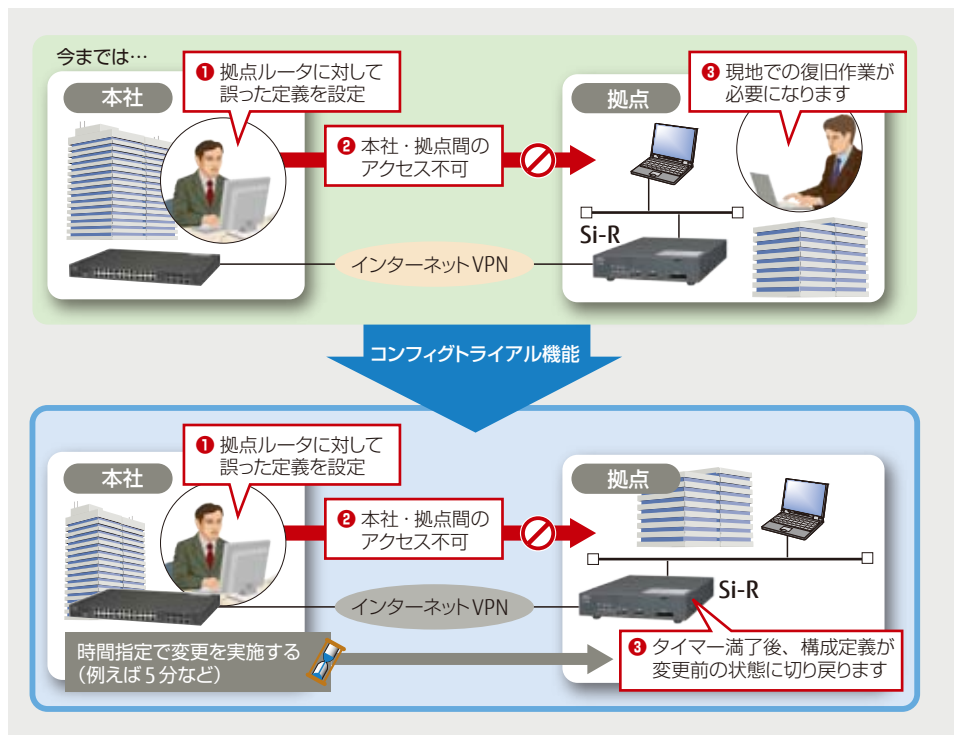 今までは…
本社
❶ 拠点ルータに対して
誤った定義を設定
❷ 本社・拠点間の
アクセス不可
拠点
❸ 現地での復旧作業が
必要になります
Si-R
インターネットVPN
コンフィグトライアル機能
本社
❶ 拠点ルータに対して
誤った定義を設定
❷ 本社・拠点間の
アクセス不可
拠点
インターネットVPN
Si-R
時間指定で変更を実施する
（例えば5分など）
❸ タイマー満了後、構成定義が
変更前の状態に切り戻ります